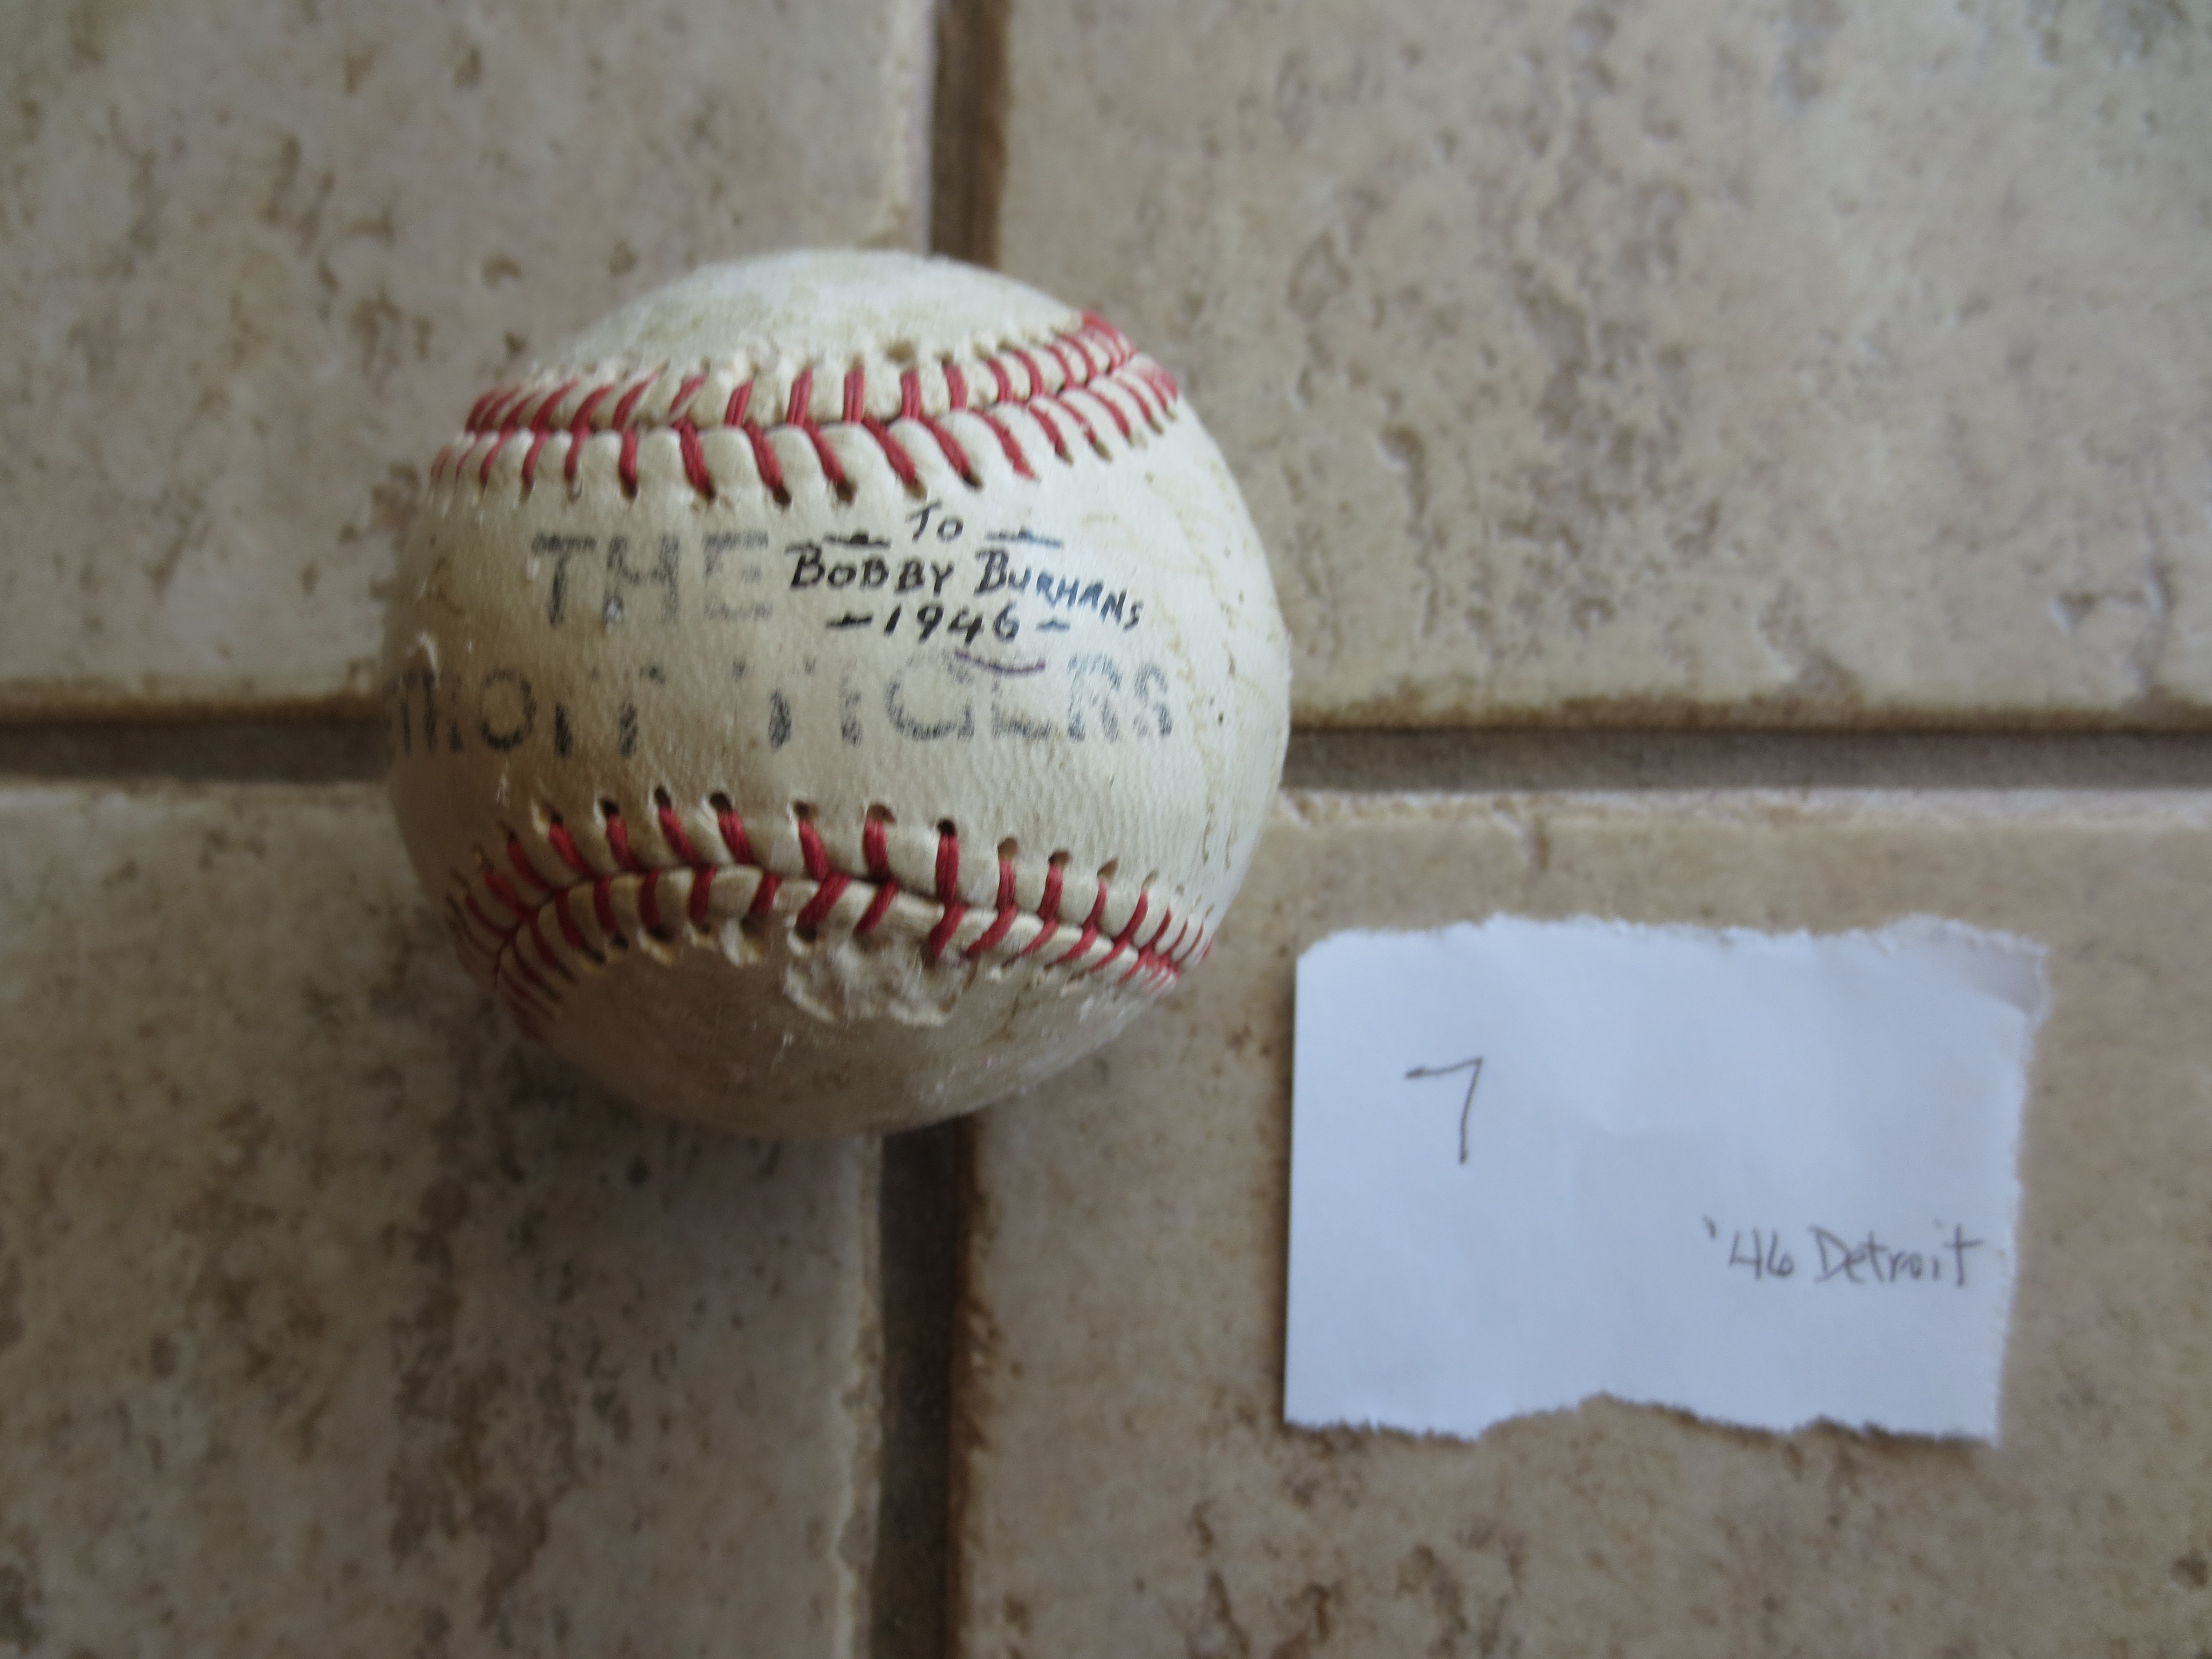 THE
TO
BOBBY BURHANS
-1946-
TIGERS
7
'46 Detroit